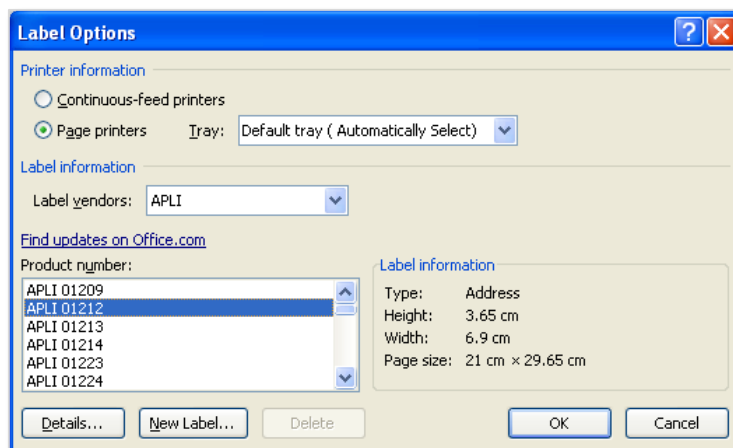 Label Options
Printer information
Continuous-feed printers
Page printers Tray: Default tray ( Automatically Select)
Label information
Label vendors: APLI
Find updates on Office.com
Product number:
APLI 01209
APLI 01212
APLI 01213
APLI 01214
APLI 01223
APLI 01224
Label information
Type: Address
Height: 3.65 cm
Width: 6.9 cm
Page size: 21 cm × 29.65 cm
Details... New Label... Delete OK Cancel